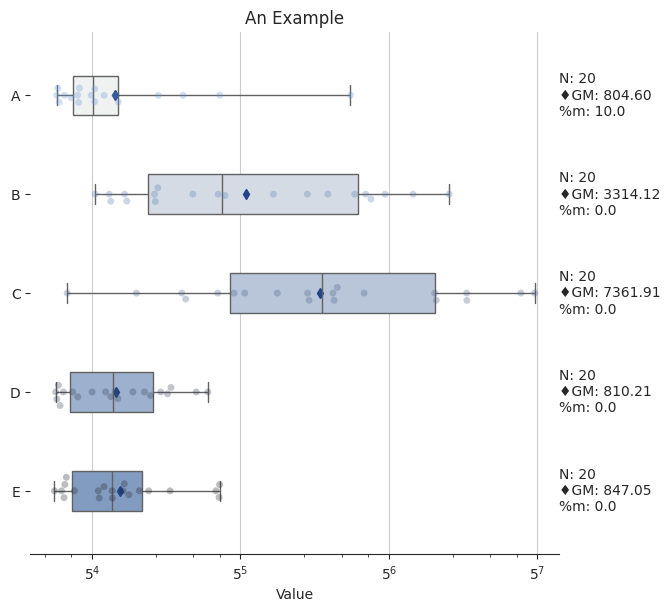 An Example
A
N: 20
♦GM: 804.60
%m: 10.0
B
N: 20
♦GM: 3314.12
%m: 0.0
C
N: 20
♦GM: 7361.91
%m: 0.0
D
N: 20
♦GM: 810.21
%m: 0.0
E
N: 20
♦GM: 847.05
%m: 0.0
5⁴ 5⁵ 5⁶ 5⁷
Value